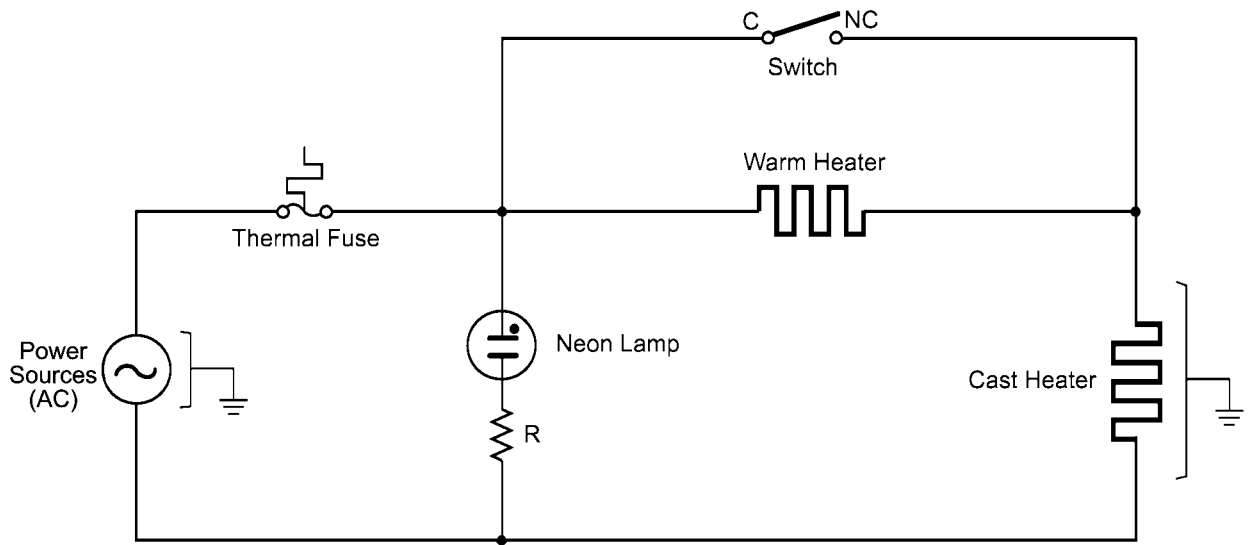 C
NC
Switch
Warm Heater
Thermal Fuse
Neon Lamp
Power
Sources
(AC)
Cast Heater
R